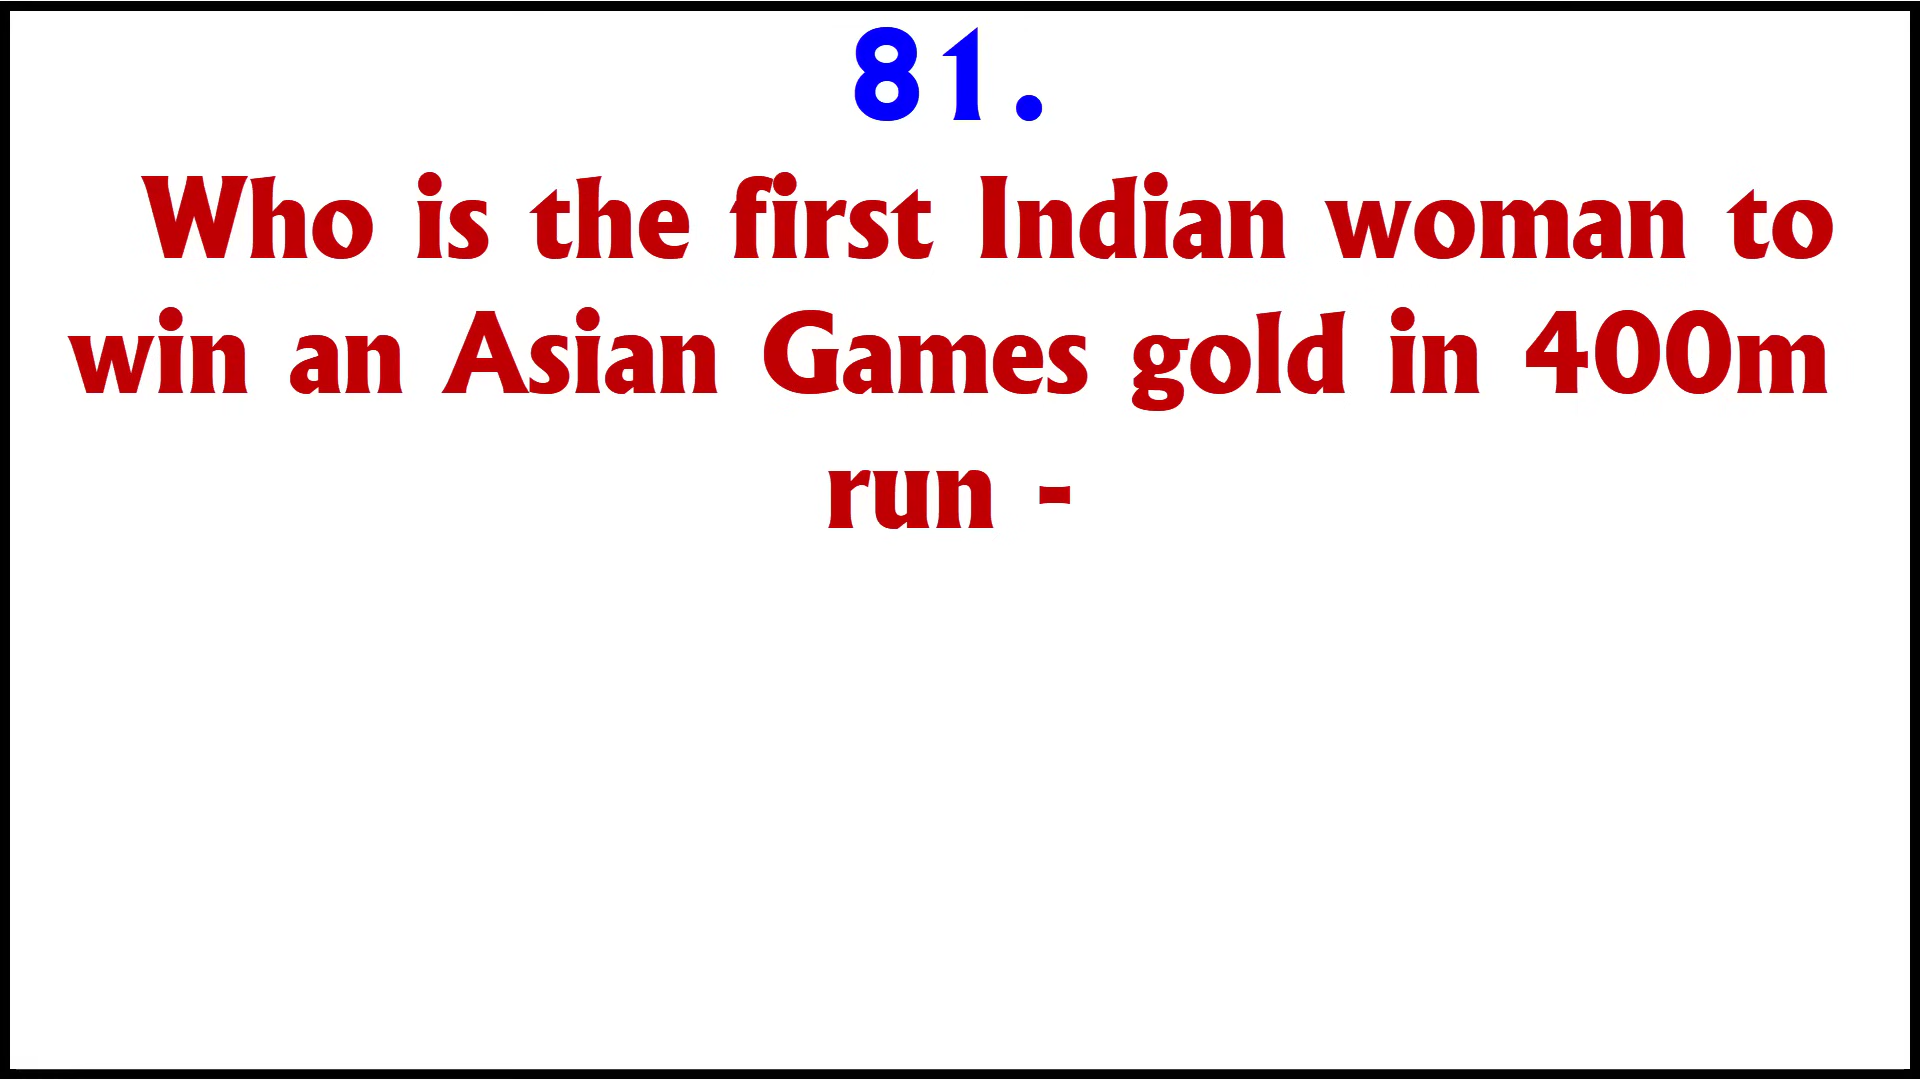 81.
Who is the first Indian woman to
win an Asian Games gold in 400m
run -